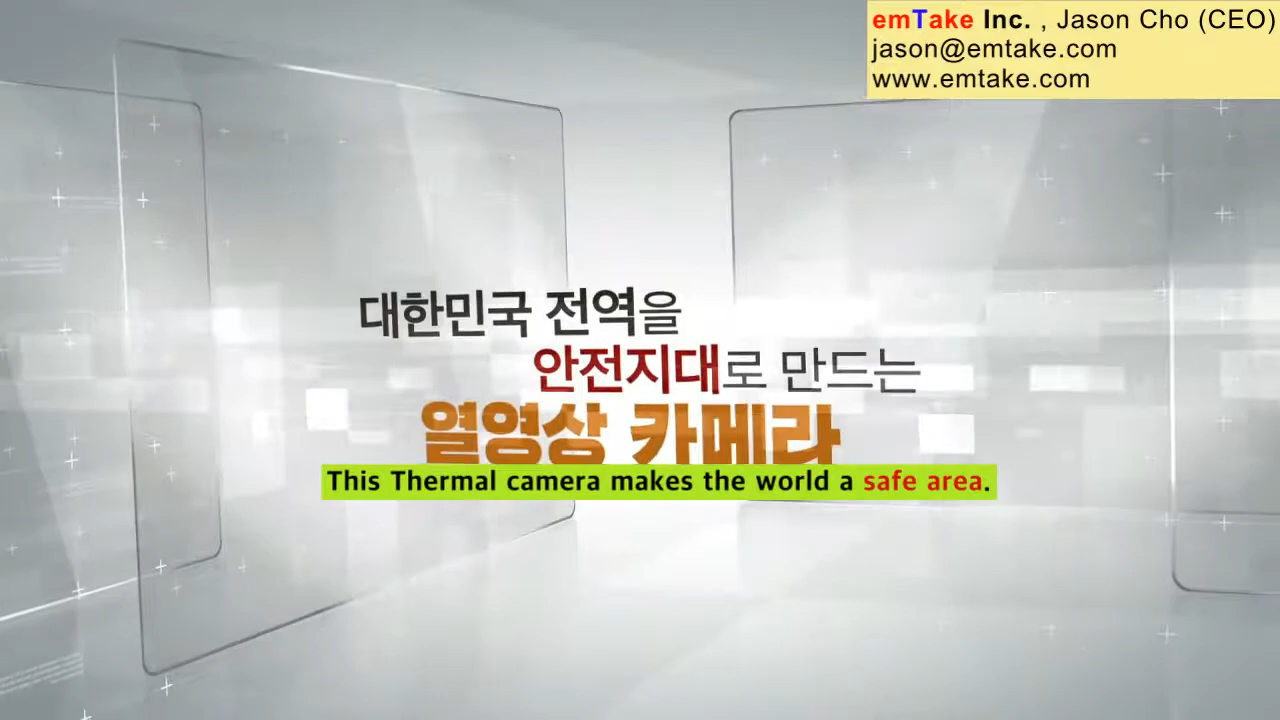 emTake Inc. , Jason Cho (CEO)
jason@emtake.com
www.emtake.com
대한민국 전역을
안전지대로 만드는
열영상 카메라
This Thermal camera makes the world a safe area.